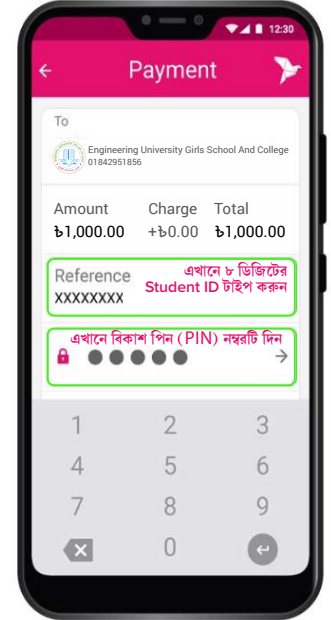 12:30
Payment
To
Engineering University Girls School And College
01842951856
Amount Charge Total
৳1,000.00 +৳0.00 ৳1,000.00
Reference
এখানে ৮ ডিজিটের
Student ID টাইপ করুন
XXXXXXXX
এখানে বিকাশ পিন (PIN) নম্বরটি দিন
1 2 3
4 5 6
7 8 9
0